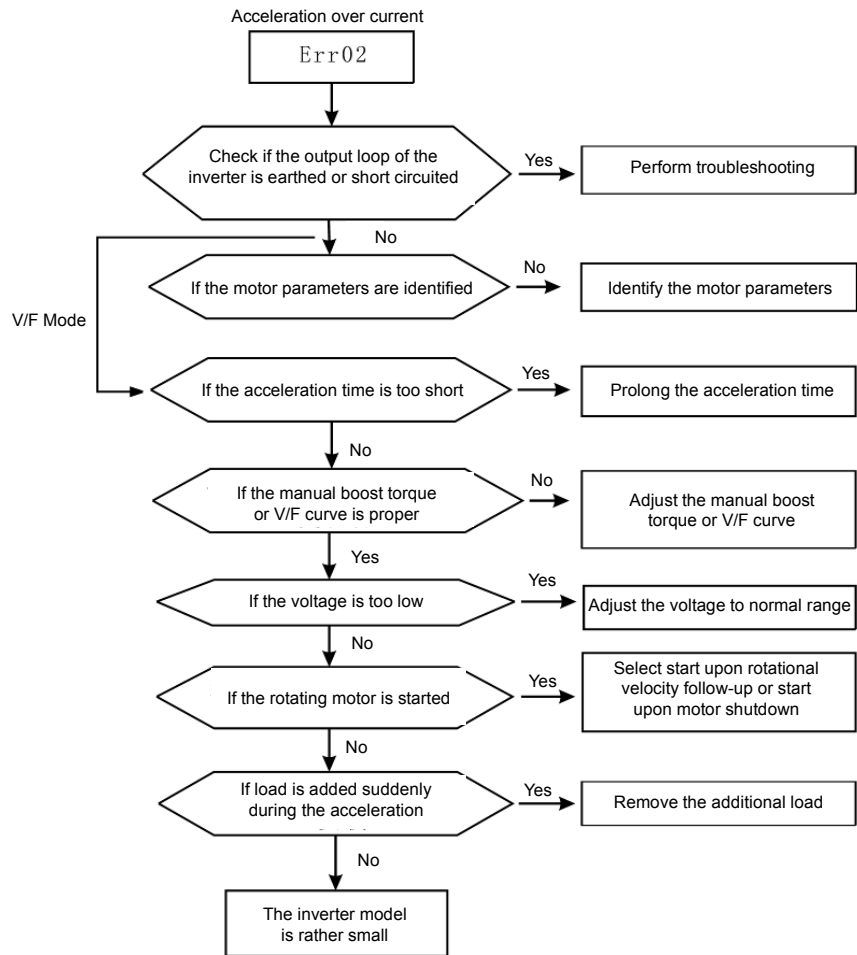 Acceleration over current
Err02
Check if the output loop of the
inverter is earthed or short circuited
Yes
Perform troubleshooting
No
If the motor parameters are identified
No
Identify the motor parameters
V/F Mode
If the acceleration time is too short
Yes
Prolong the acceleration time
No
If the manual boost torque
or V/F curve is proper
No
Adjust the manual boost
torque or V/F curve
Yes
If the voltage is too low
Yes
Adjust the voltage to normal range
No
If the rotating motor is started
Yes
Select start upon rotational
velocity follow-up or start
upon motor shutdown
No
If load is added suddenly
during the acceleration
Yes
Remove the additional load
No
The inverter model
is rather small